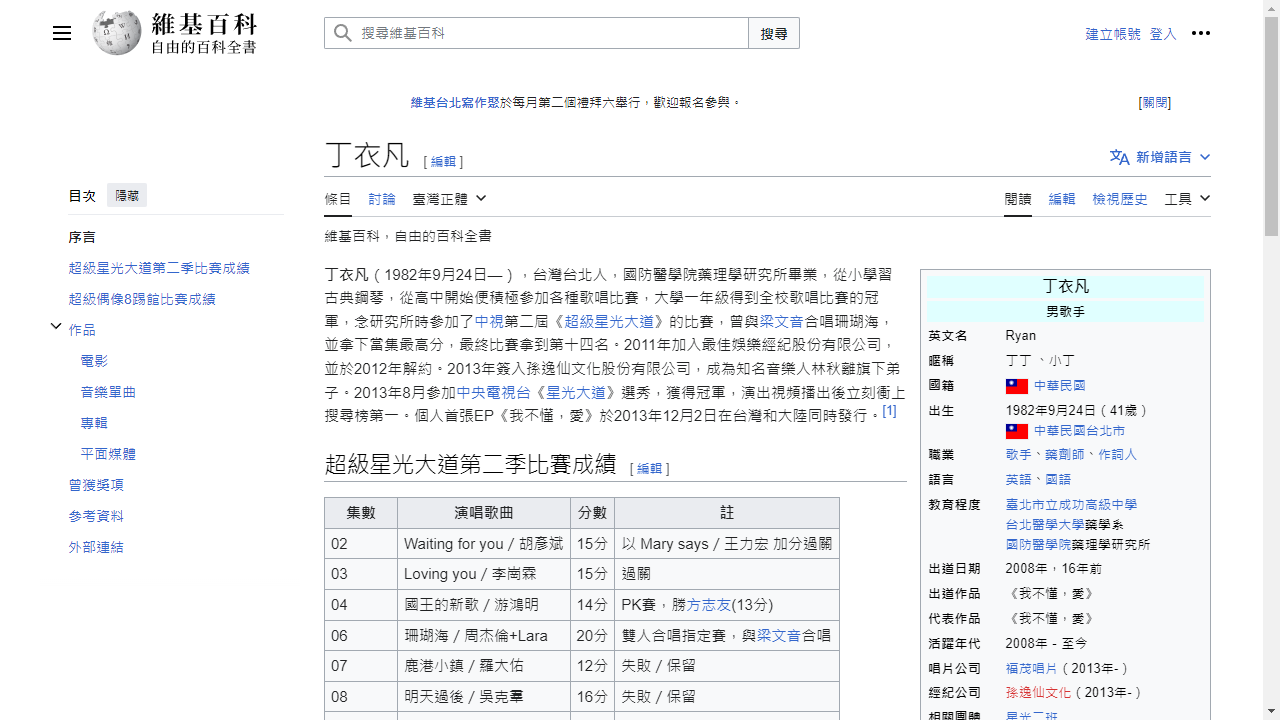 維基百科
自由的百科全書
搜尋維基百科
搜尋
建立帳號 登入
維基台北寫作聚於每月第二個禮拜六舉行，歡迎報名參與。
[關閉]
丁衣凡 [編輯]
新增語言
目次 隱藏
序言
超級星光大道第二季比賽成績
超級偶像8踢館比賽成績
作品
電影
音樂單曲
專輯
平面媒體
曾獲獎項
參考資料
外部連結
條目 討論 臺灣正體
閱讀 編輯 檢視歷史 工具
維基百科，自由的百科全書
丁衣凡（1982年9月24日—），台灣台北人，國防醫學院藥理學研究所畢業，從小學習
古典鋼琴，從高中開始便積極參加各種歌唱比賽，大學一年級得到全校歌唱比賽的冠
軍，念研究所時參加了中視第二屆《超級星光大道》的比賽，曾與梁文音合唱珊瑚海，
並拿下當集最高分，最終比賽拿到第十四名。2011年加入最佳娛樂經紀股份有限公司，
並於2012年解約。2013年簽入孫逸仙文化股份有限公司，成為知名音樂人林秋離旗下弟
子。2013年8月參加中央電視台《星光大道》選秀，獲得冠軍，演出視頻播出後立刻衝上
搜尋榜第一。個人首張EP《我不懂，愛》於2013年12月2日在台灣和大陸同時發行。[1]
超級星光大道第二季比賽成績 [編輯]
集數 演唱歌曲 分數 註
02 Waiting for you / 胡彥斌 15分 以 Mary says / 王力宏 加分過關
03 Loving you / 李崗霖 15分 過關
04 國王的新歌 / 游鴻明 14分 PK賽，勝方志友(13分)
06 珊瑚海 / 周杰倫+Lara 20分 雙人合唱指定賽，與梁文音合唱
07 鹿港小鎮 / 羅大佑 12分 失敗 / 保留
08 明天過後 / 吳克羣 16分 失敗 / 保留
丁衣凡
男歌手
英文名 Ryan
暱稱 丁丁 、小丁
國籍 中華民國
出生 1982年9月24日（41歲）
中華民國台北市
職業 歌手、藥劑師、作詞人
語言 英語、國語
教育程度 臺北市立成功高級中學
台北醫學大學藥學系
國防醫學院藥理學研究所
出道日期 2008年，16年前
出道作品 《我不懂，愛》
代表作品 《我不懂，愛》
活躍年代 2008年－至今
唱片公司 福茂唱片（2013年-）
經紀公司 孫逸仙文化（2013年-）
相關團體 星光二班